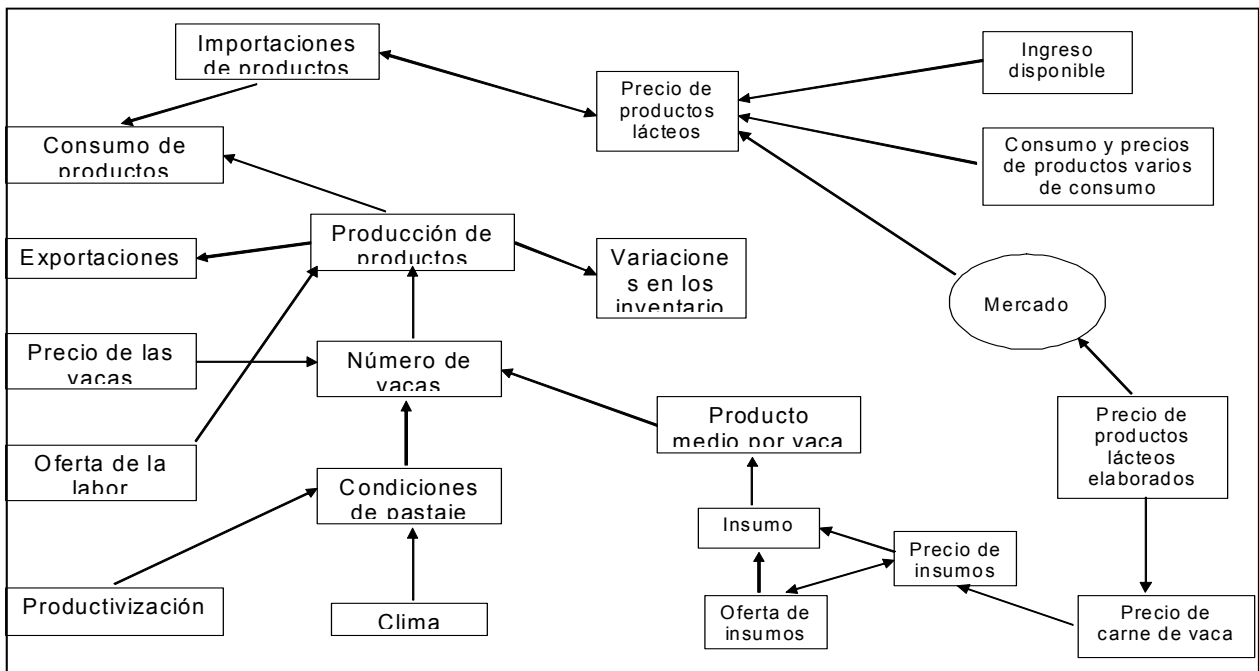 Importaciones
de productos
Ingreso
disponible
Precio de
productos
lácteos
Consumo de
productos
Consumo y precios
de productos varios
de consumo
Producción de
productos
Exportaciones
Variacione
s en los
inventario
Mercado
Precio de las
vacas
Número de
vacas
Producto
medio por vaca
Precio de
productos
lácteos
elaborados
Oferta de la
labor
Condiciones
de pastaje
Insumo
Precio de
insumos
Productivización
Clima
Oferta de
insumos
Precio de
carne de vaca